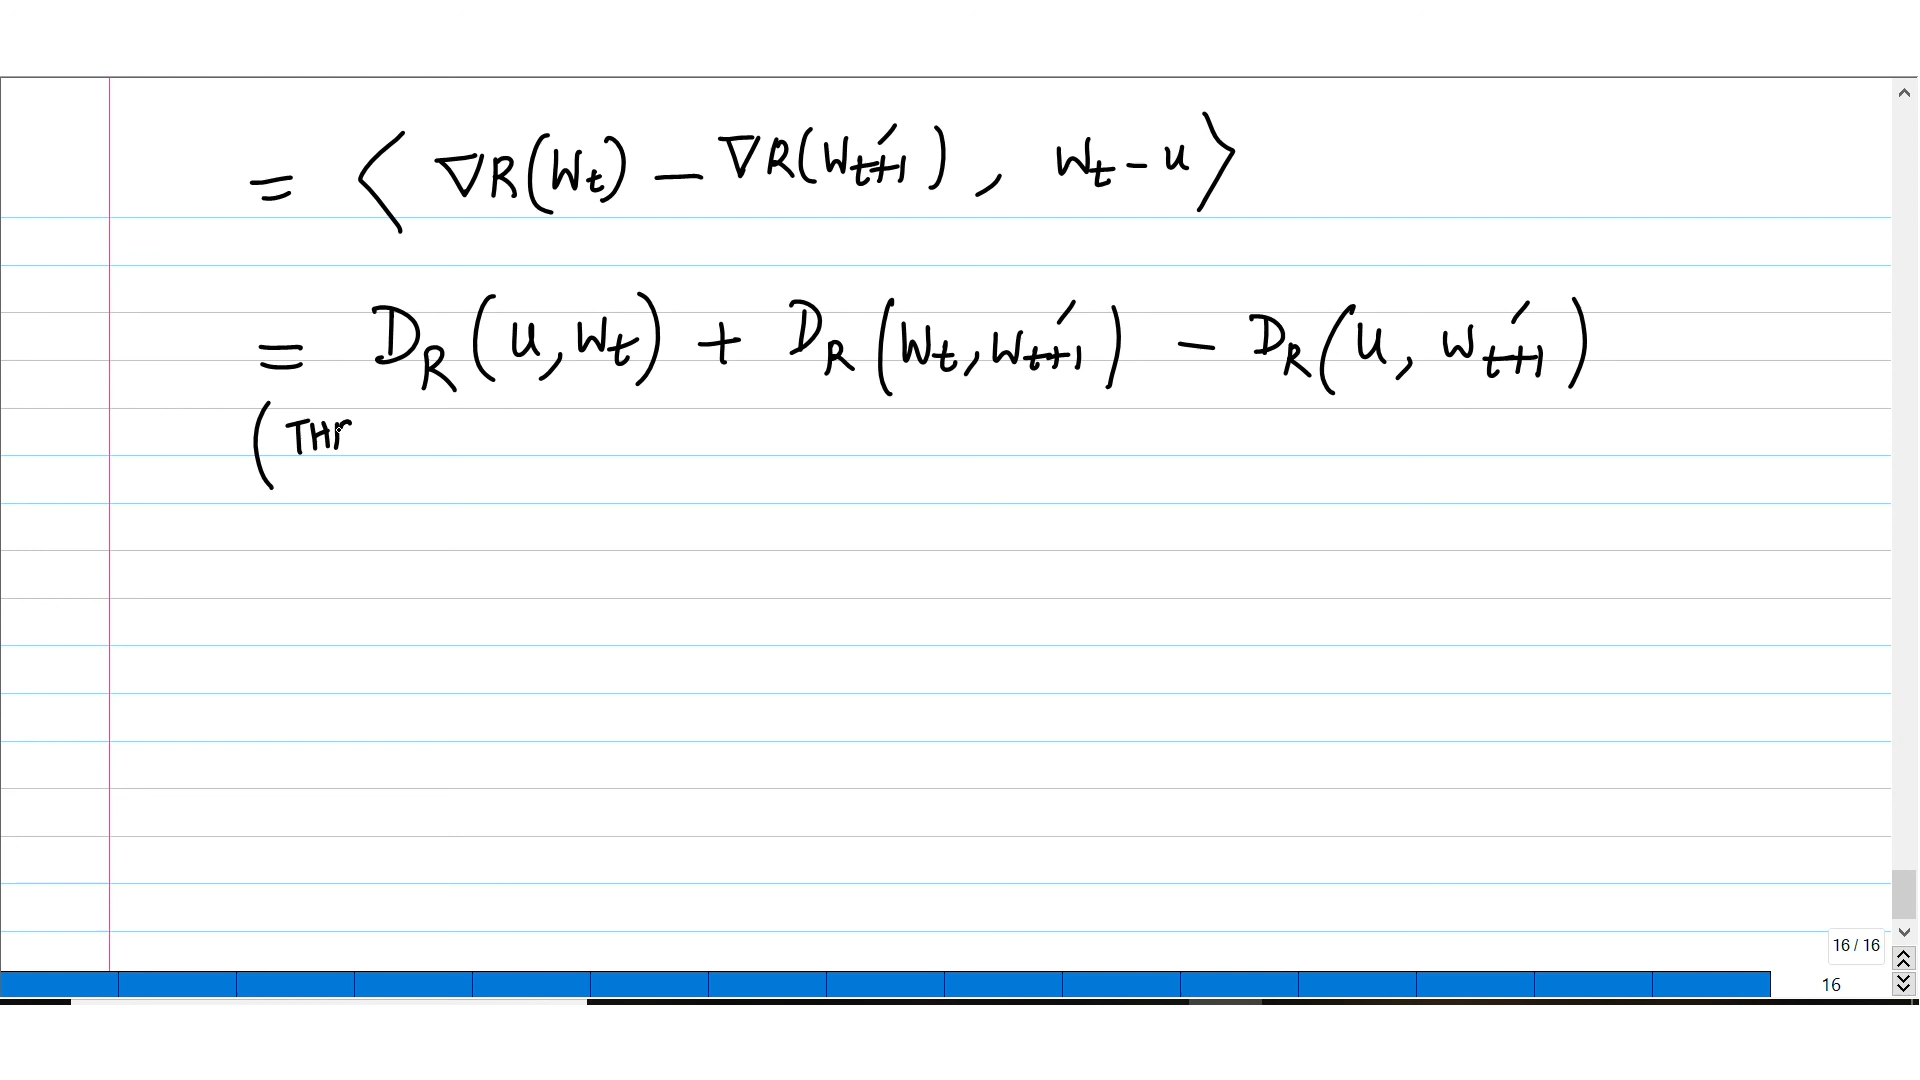 = ⟨ ∇R(w_t) − ∇R(w'_{t+1}) , w_t − u ⟩
= D_R (u, w_t) + D_R (w_t, w'_{t+1}) − D_R (u, w'_{t+1})
( THr
16 / 16
16